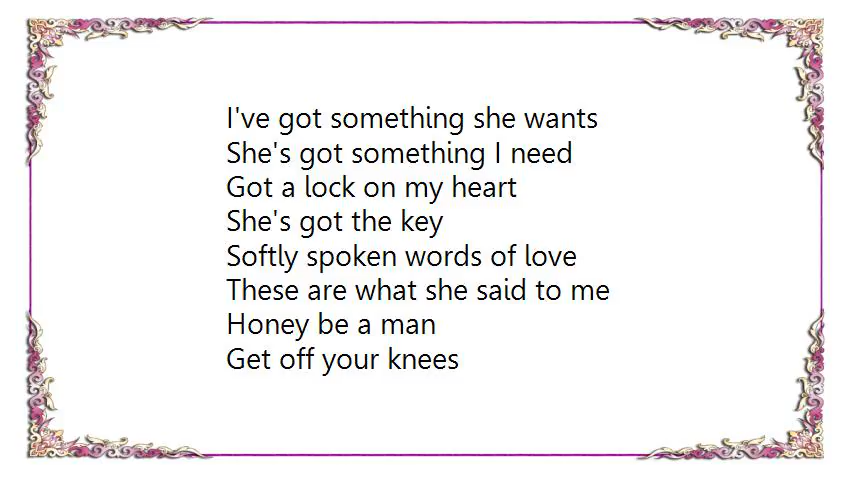 I've got something she wants
She's got something I need
Got a lock on my heart
She's got the key
Softly spoken words of love
These are what she said to me
Honey be a man
Get off your knees